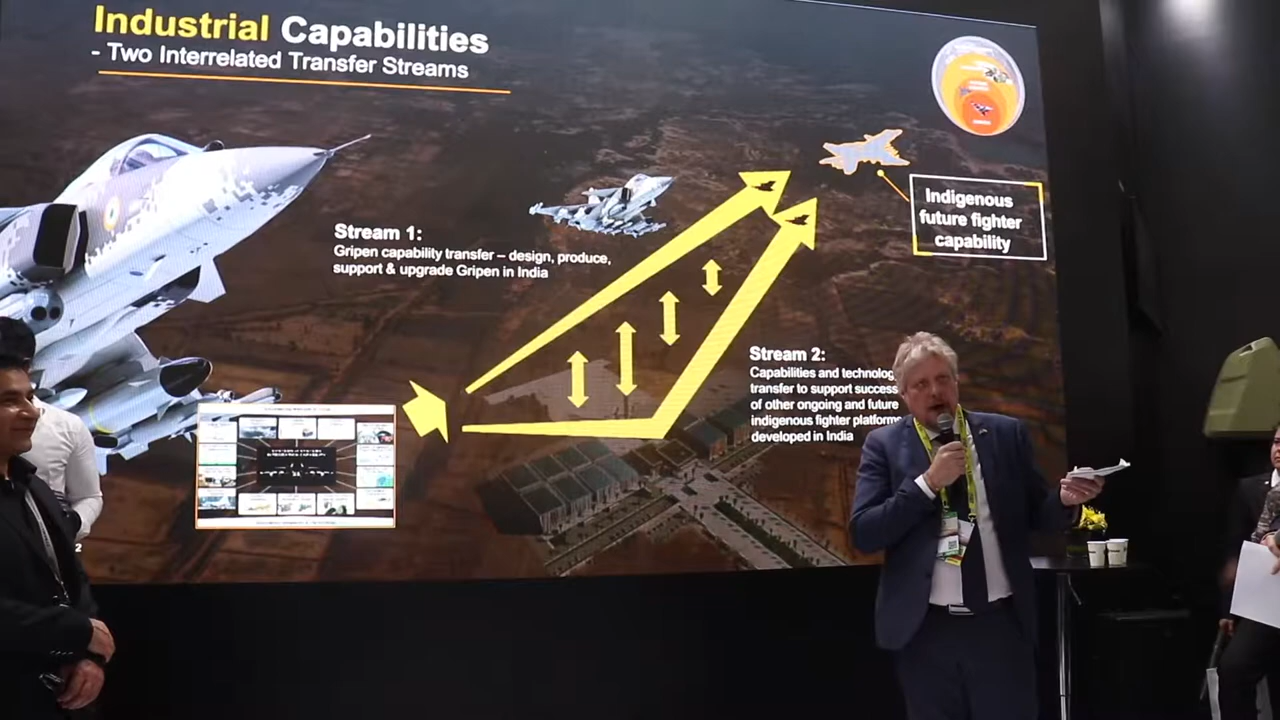 Industrial Capabilities
- Two Interrelated Transfer Streams
Stream 1:
Gripen capability transfer – design, produce,
support & upgrade Gripen in India
Indigenous
future fighter
capability
Stream 2:
Capabilities and technolog
transfer to support success
of other ongoing and future
indigenous fighter platform
developed in India
2